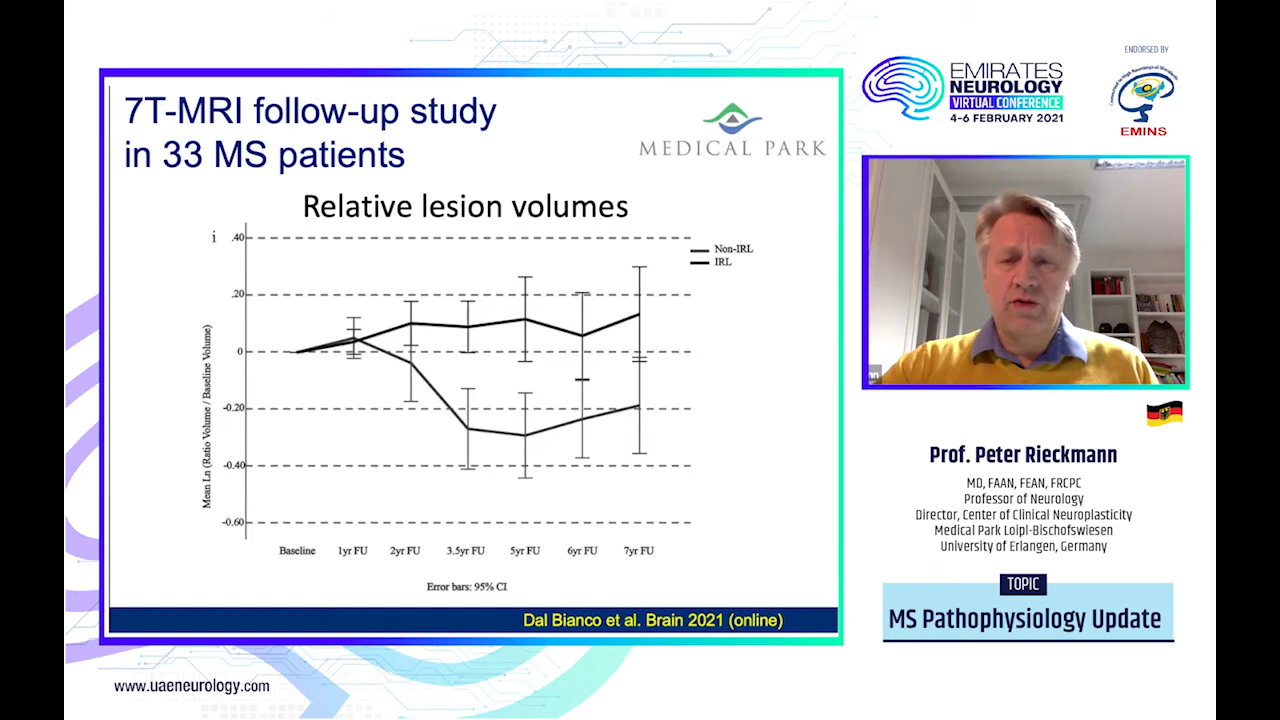 7T-MRI follow-up study
in 33 MS patients
MEDICAL PARK
Relative lesion volumes
i
.40
.20
0
-0.20
-0.40
-0.60
Mean Ln (Ratio Volume / Baseline Volume)
Non-IRL
IRL
Baseline
1yr FU
2yr FU
3.5yr FU
5yr FU
6yr FU
7yr FU
Error bars: 95% CI
Dal Bianco et al. Brain 2021 (online)
www.uaeneurology.com
EMIRATES
NEUROLOGY
VIRTUAL CONFERENCE
4-6 FEBRUARY 2021
ENDORSED BY
EMINS
Prof. Peter Rieckmann
MD, FAAN, FEAN, FRCPC
Professor of Neurology
Director, Center of Clinical Neuroplasticity
Medical Park Loipl-Bischofswiesen
University of Erlangen, Germany
TOPIC
MS Pathophysiology Update